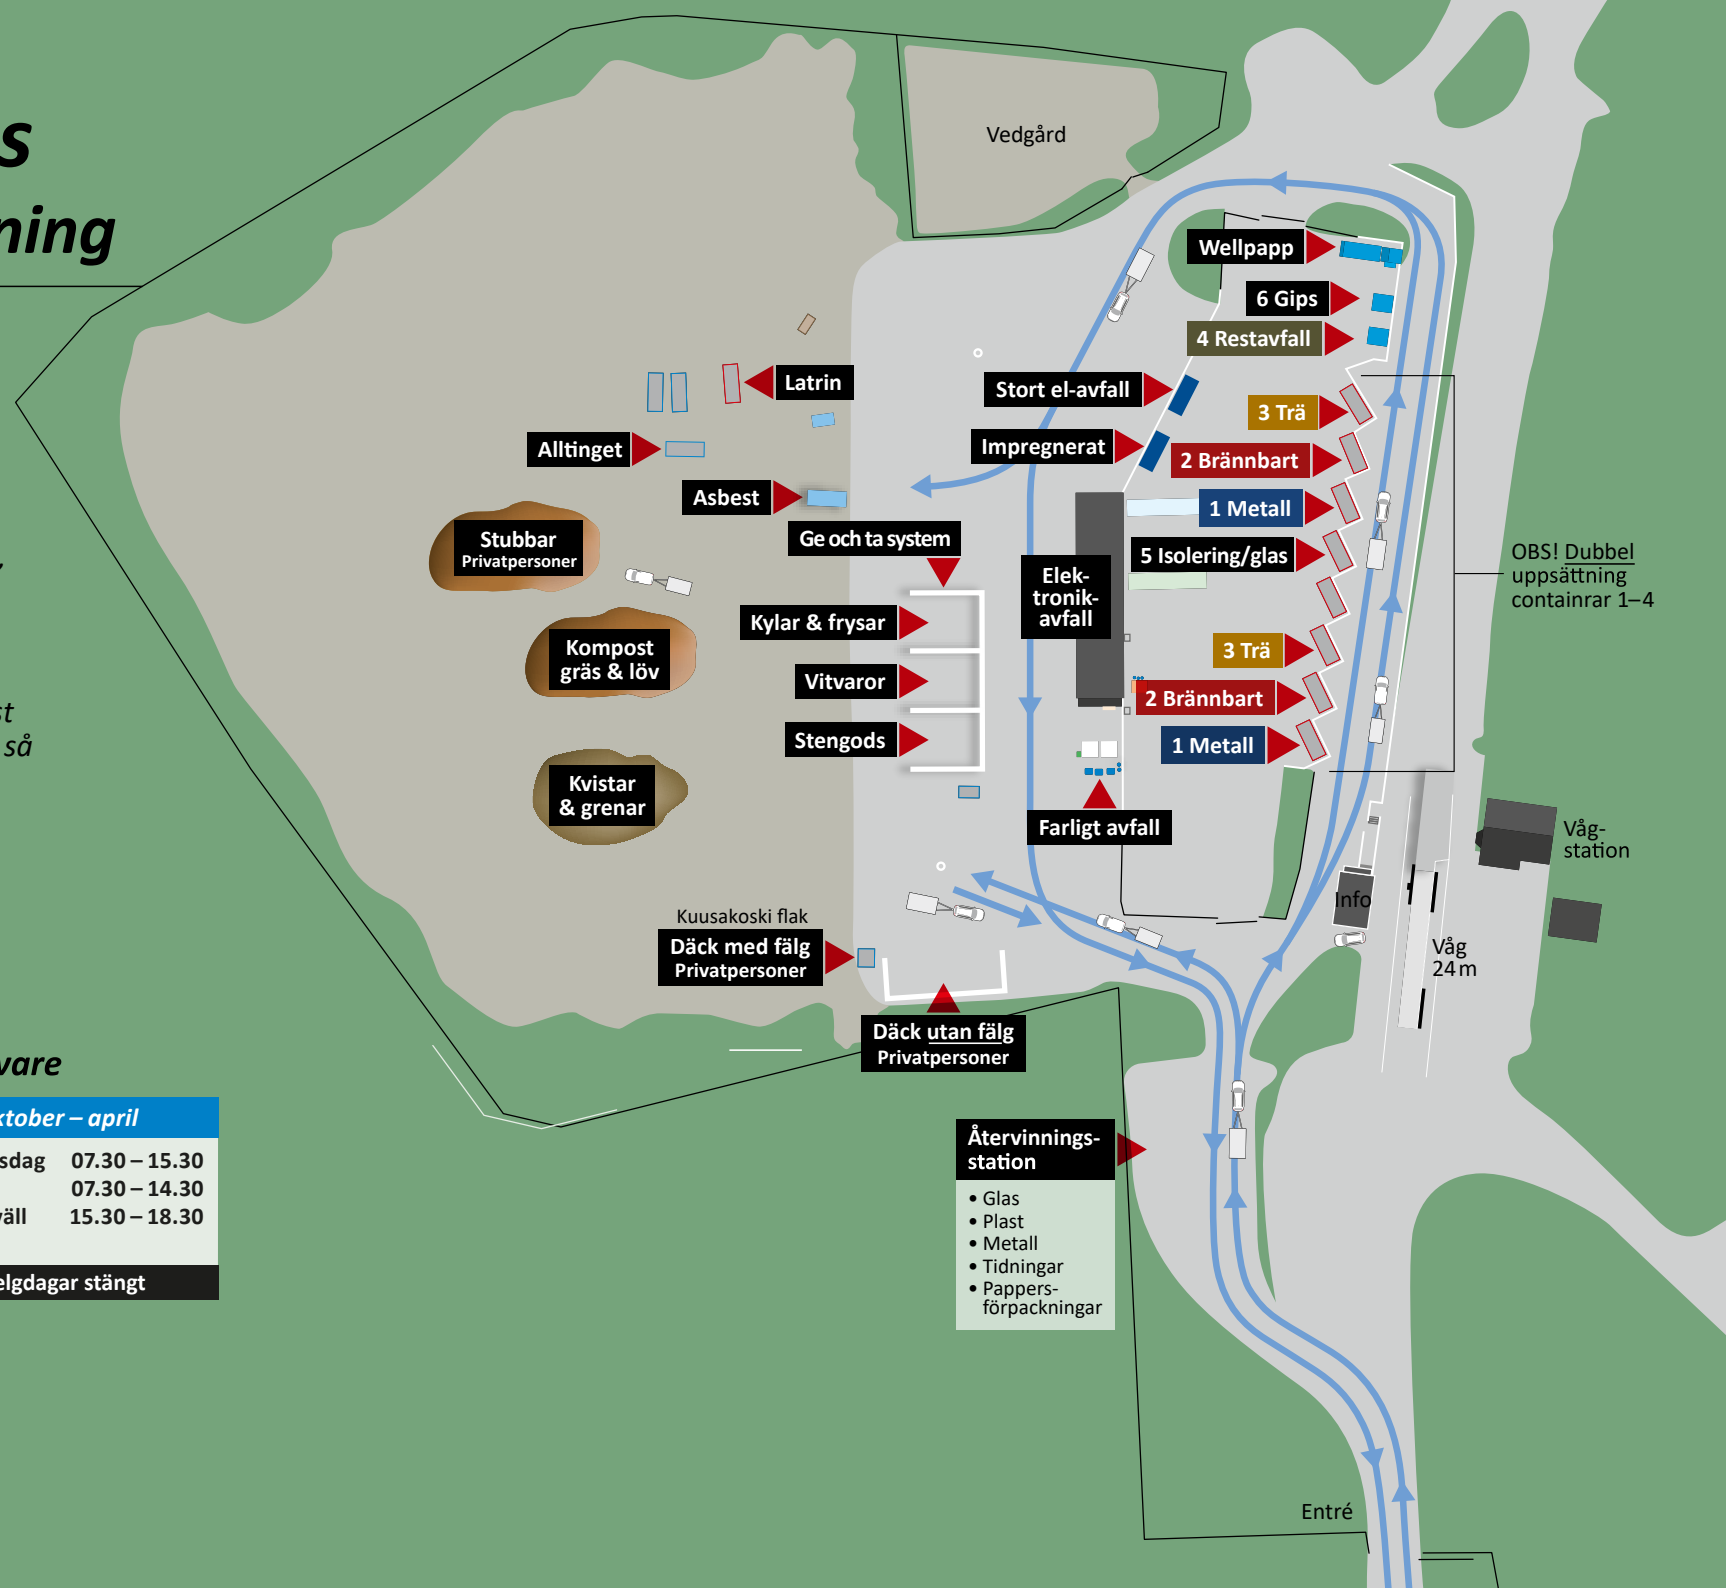 s
ning
st
så
vare
ktober – april
sdag 07.30 – 15.30
07.30 – 14.30
väll 15.30 – 18.30
elgdagar stängt
Vedgård
Wellpapp
6 Gips
4 Restavfall
Stort el-avfall
3 Trä
Impregnerat
2 Brännbart
1 Metall
5 Isolering/glas
3 Trä
2 Brännbart
1 Metall
OBS! Dubbel
uppsättning
containrar 1–4
Latrin
Alltinget
Asbest
Stubbar
Privatpersoner
Kompost
gräs & löv
Kvistar
& grenar
Ge och ta system
Kylar & frysar
Vitvaror
Stengods
Elek-
tronik-
avfall
Farligt avfall
Kuusakoski flak
Däck med fälg
Privatpersoner
Däck utan fälg
Privatpersoner
Info
Våg-
station
Våg
24 m
Återvinnings-
station
• Glas
• Plast
• Metall
• Tidningar
• Pappers-
förpackningar
Entré